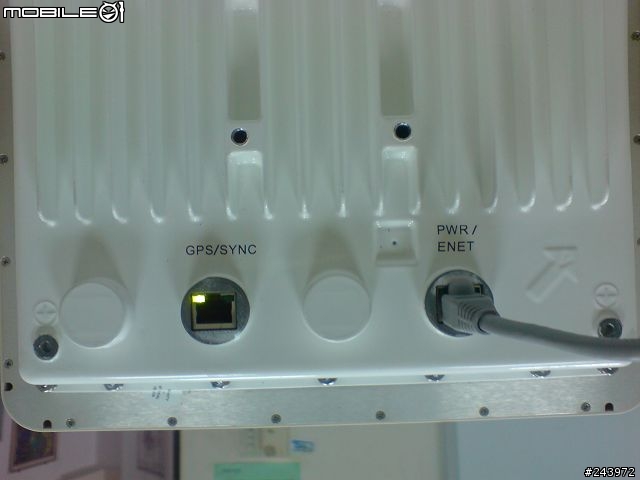 MOBILE01
GPS/SYNC
PWR/
ENET
#243972